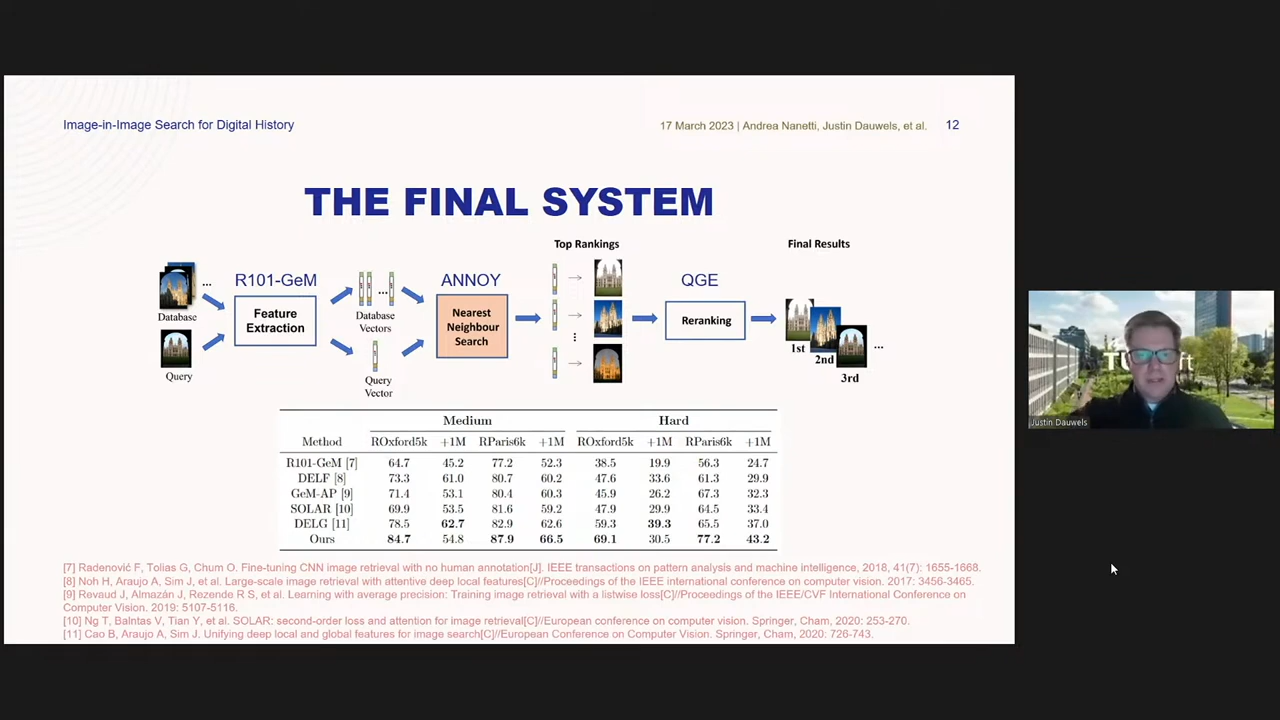 Image-in-Image Search for Digital History
17 March 2023 | Andrea Nanetti, Justin Dauwels, et al. 12
THE FINAL SYSTEM
Top Rankings
Final Results
R101-GeM
ANNOY
QGE
...
Database
Query
Feature
Extraction
...
Database
Vectors
Query
Vector
Nearest
Neighbour
Search
Reranking
1st
2nd
3rd
...
Medium Hard
Method ROxford5k +1M RParis6k +1M ROxford5k +1M RParis6k +1M
R101-GeM [7] 64.7 45.2 77.2 52.3 38.5 19.9 56.3 24.7
DELF [8] 73.3 61.0 80.7 60.2 47.6 33.6 61.3 29.9
GeM-AP [9] 71.4 53.1 80.4 60.3 45.9 26.2 67.3 32.3
SOLAR [10] 69.9 53.5 81.6 59.2 47.9 29.9 64.5 33.4
DELG [11] 78.5 62.7 82.9 62.6 59.3 39.3 65.5 37.0
Ours 84.7 54.8 87.9 66.5 69.1 30.5 77.2 43.2
[7] Radenović F, Tolias G, Chum O. Fine-tuning CNN image retrieval with no human annotation[J]. IEEE transactions on pattern analysis and machine intelligence, 2018, 41(7): 1655-1668.
[8] Noh H, Araujo A, Sim J, et al. Large-scale image retrieval with attentive deep local features[C]//Proceedings of the IEEE international conference on computer vision. 2017: 3456-3465.
[9] Revaud J, Almazán J, Rezende R S, et al. Learning with average precision: Training image retrieval with a listwise loss[C]//Proceedings of the IEEE/CVF International Conference on
Computer Vision. 2019: 5107-5116.
[10] Ng T, Balntas V, Tian Y, et al. SOLAR: second-order loss and attention for image retrieval[C]//European conference on computer vision. Springer, Cham, 2020: 253-270.
[11] Cao B, Araujo A, Sim J. Unifying deep local and global features for image search[C]//European Conference on Computer Vision. Springer, Cham, 2020: 726-743.
Justin Dauwels